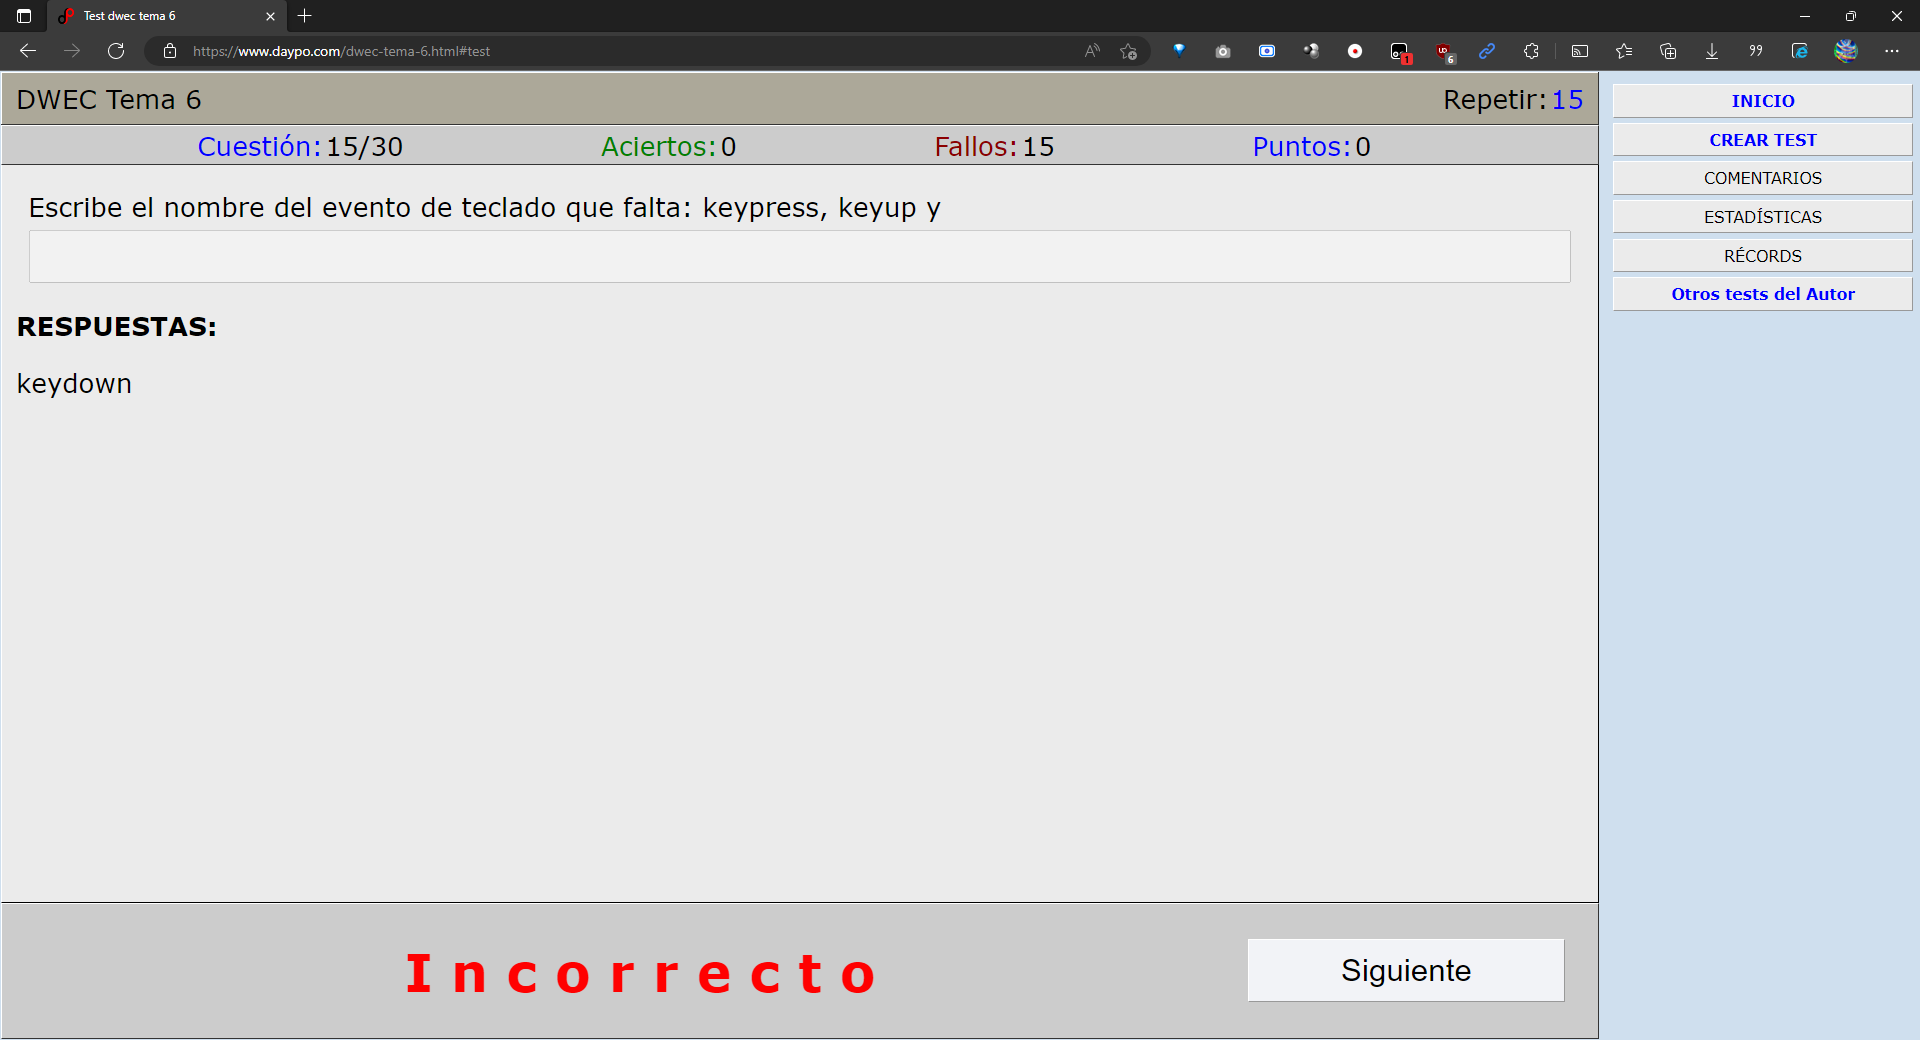 Test dwec tema 6
https://www.daypo.com/dwec-tema-6.html#test
1
6
DWEC Tema 6
Repetir: 15
Cuestión: 15/30
Aciertos: 0
Fallos: 15
Puntos: 0
Escribe el nombre del evento de teclado que falta: keypress, keyup y
RESPUESTAS:
keydown
Incorrecto
Siguiente
INICIO
CREAR TEST
COMENTARIOS
ESTADÍSTICAS
RÉCORDS
Otros tests del Autor